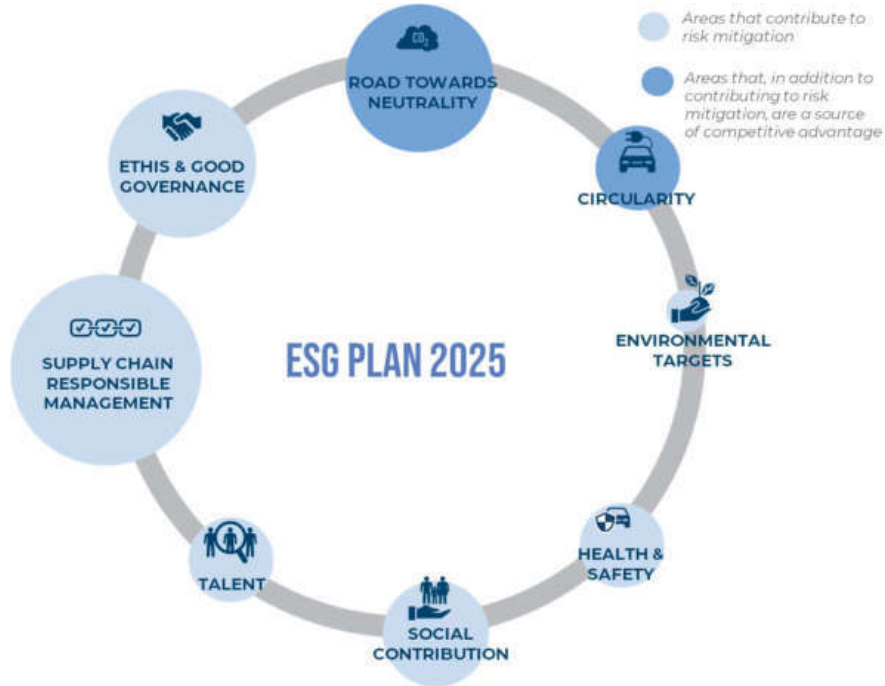 Areas that contribute to
risk mitigation
Areas that, in addition to
contributing to risk
mitigation, are a source
of competitive advantage
CO2
ROAD TOWARDS
NEUTRALITY
ETHIS & GOOD
GOVERNANCE
CIRCULARITY
ENVIRONMENTAL
TARGETS
SUPPLY CHAIN
RESPONSIBLE
MANAGEMENT
ESG PLAN 2025
HEALTH &
SAFETY
TALENT
SOCIAL
CONTRIBUTION